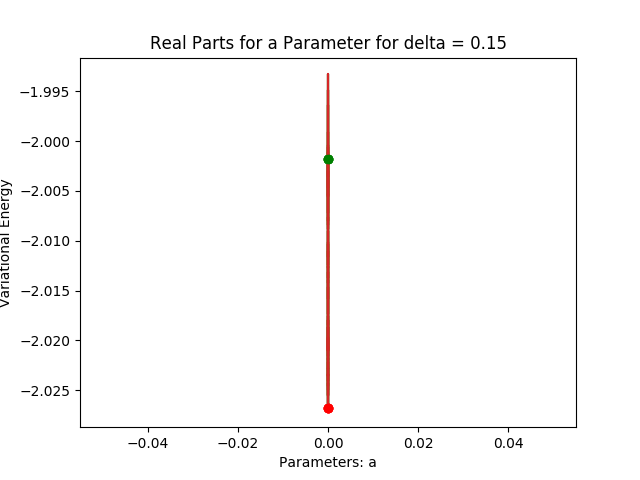 Real Parts for a Parameter for delta = 0.15
Variational Energy
−1.995
−2.000
−2.005
−2.010
−2.015
−2.020
−2.025
−0.04 −0.02 0.00 0.02 0.04
Parameters: a